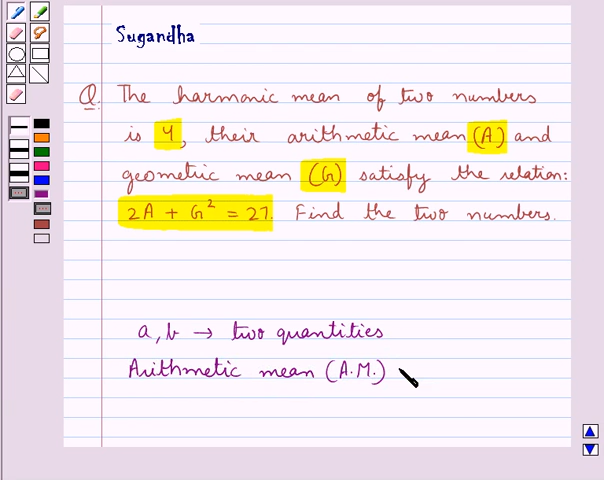 Sugandha
Q. The harmonic mean of two numbers
is 4, their arithmetic mean (A) and
geometric mean (G) satisfy the relation:
2A + G² = 27. Find the two numbers.
a, b → two quantities
Arithmetic mean (A.M.)